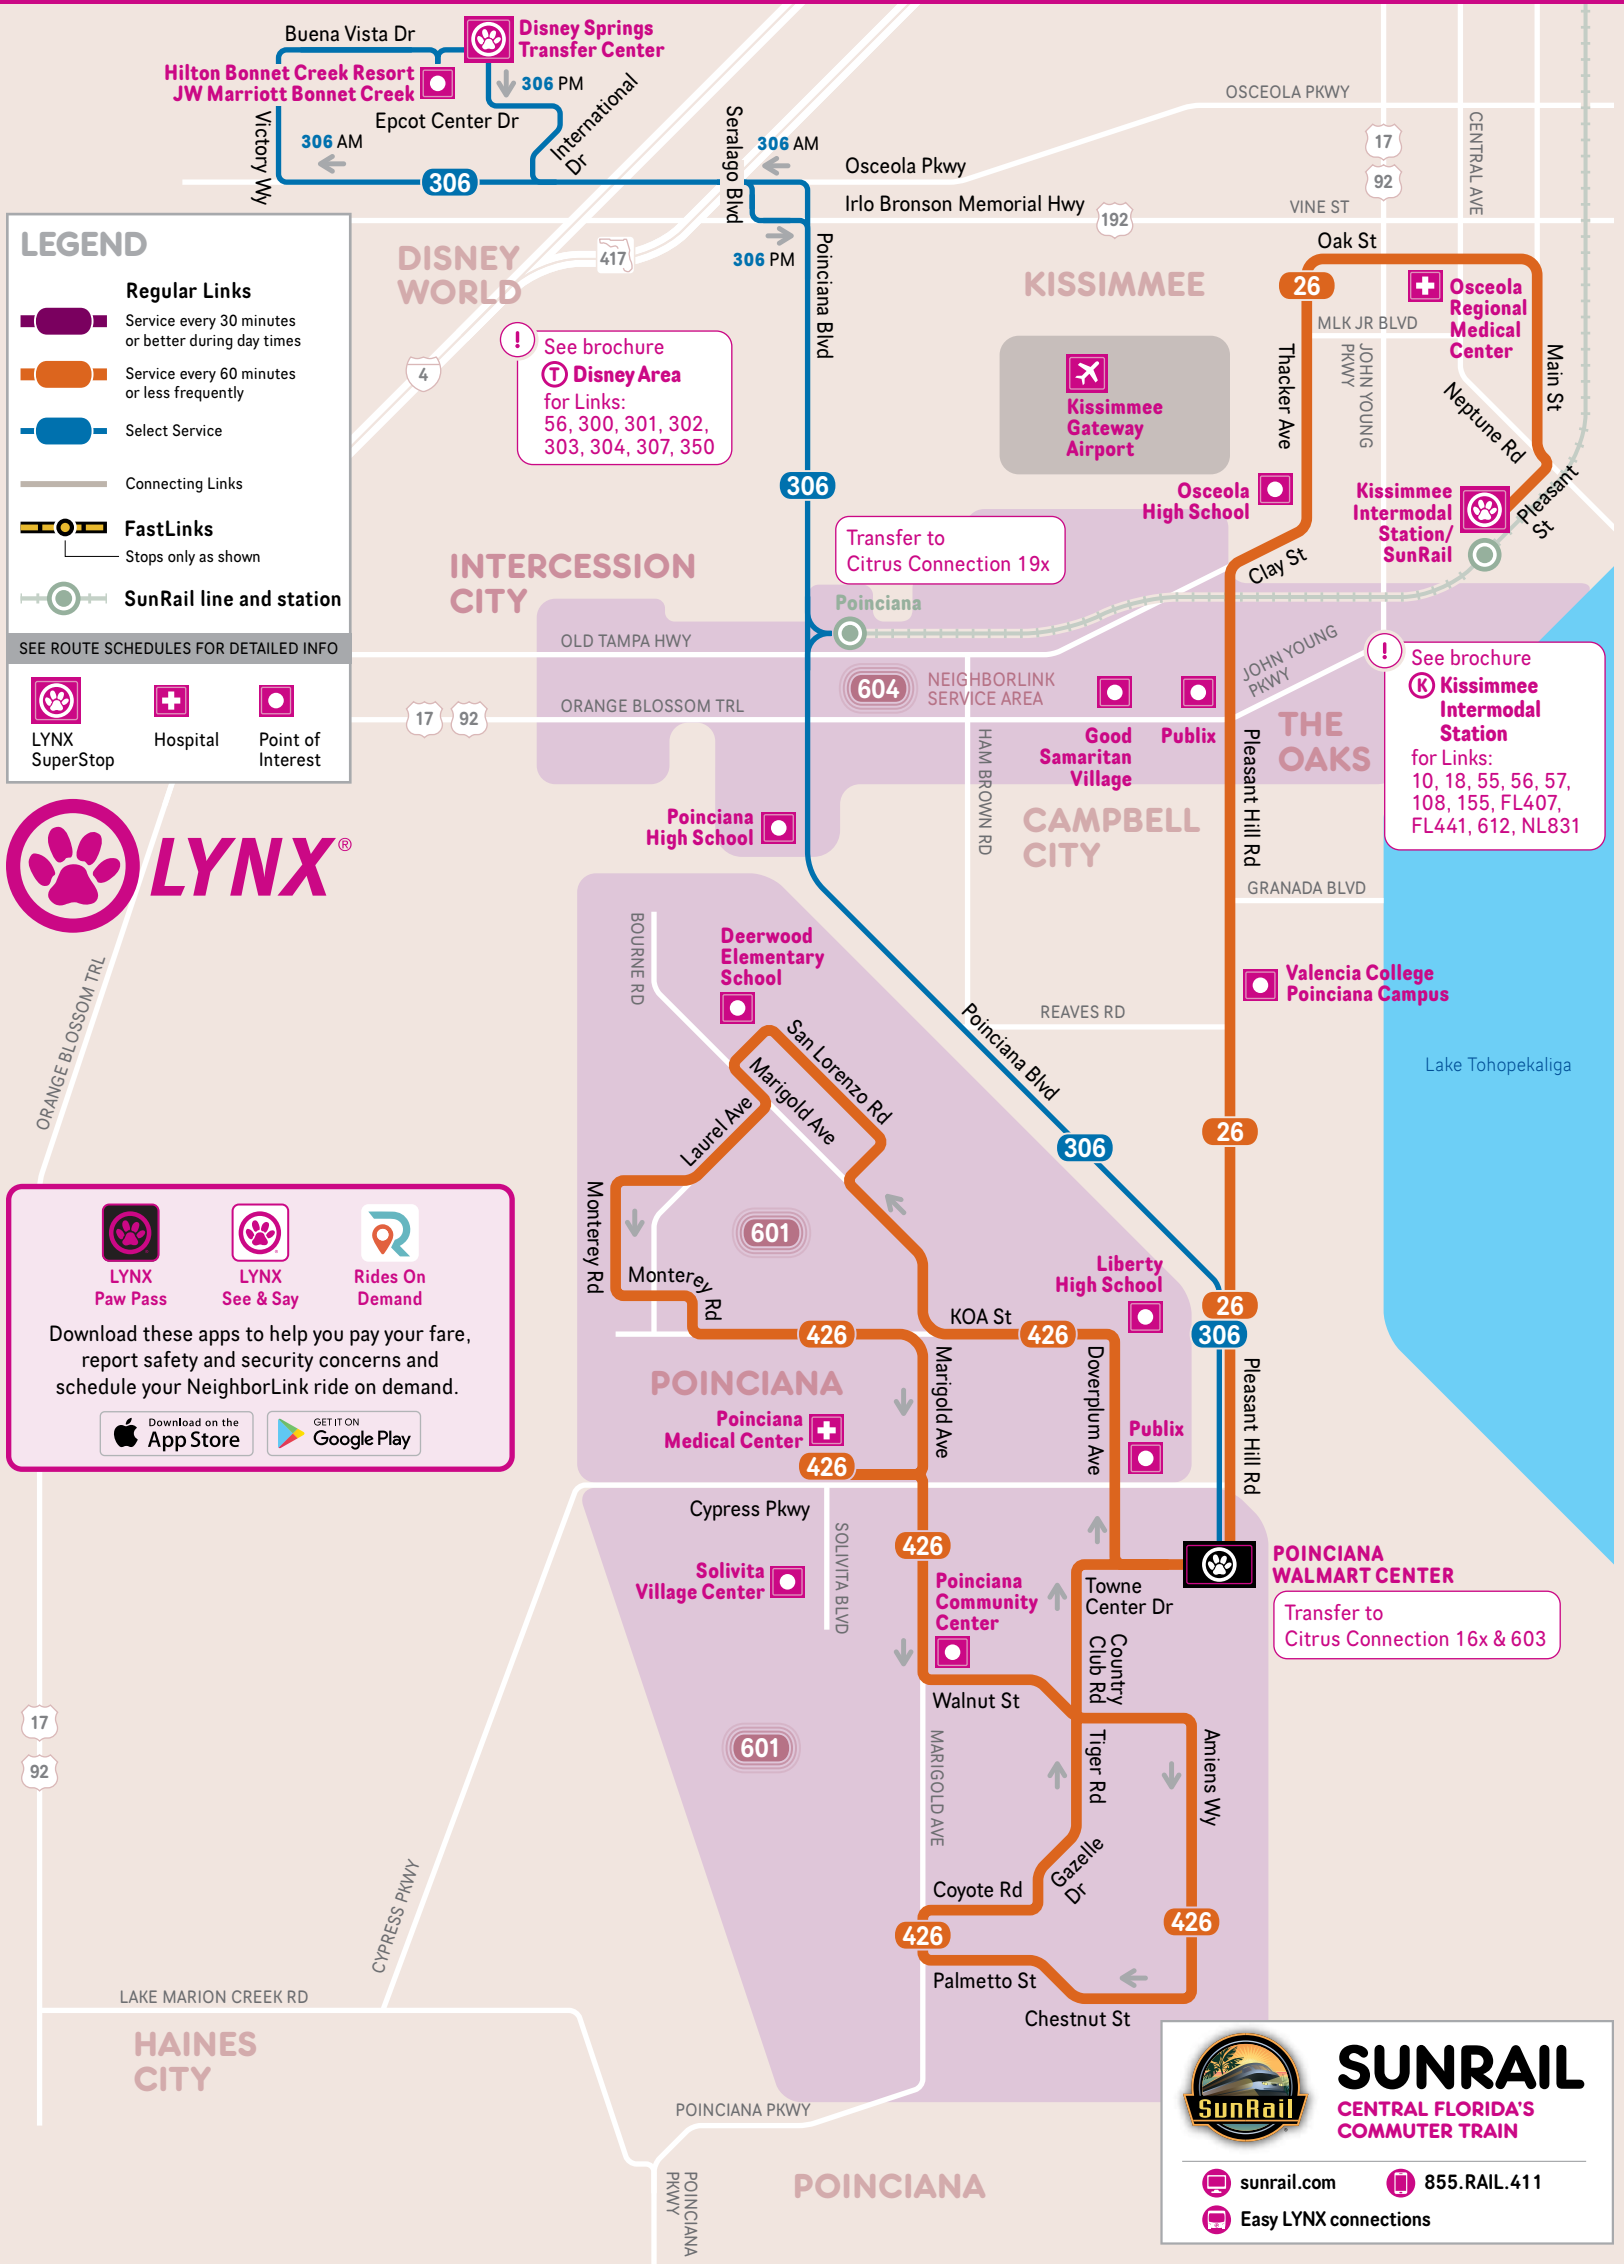 Buena Vista Dr
Disney Springs
Transfer Center
Hilton Bonnet Creek Resort
JW Marriott Bonnet Creek
306 PM
Epcot Center Dr
International
Dr
Victory Wy
306 AM
306
Seralago Blvd
306 AM
Osceola Pkwy
Irlo Bronson Memorial Hwy
192
306 PM
OSCEOLA PKWY
17
92
CENTRAL AVE
VINE ST
Oak St
LEGEND
Regular Links
Service every 30 minutes
or better during day times
Service every 60 minutes
or less frequently
Select Service
Connecting Links
FastLinks
Stops only as shown
SunRail line and station
SEE ROUTE SCHEDULES FOR DETAILED INFO
LYNX
SuperStop
Hospital
Point of
Interest
LYNX®
DISNEY
WORLD
417
4
Poinciana Blvd
! See brochure
T Disney Area
for Links:
56, 300, 301, 302,
303, 304, 307, 350
306
KISSIMMEE
26
Osceola
Regional
Medical
Center
MLK JR BLVD
Kissimmee
Gateway
Airport
Thacker Ave
JOHN YOUNG
PKWY
Main St
Neptune Rd
Pleasant
St
Osceola
High School
Kissimmee
Intermodal
Station/
SunRail
Clay St
Transfer to
Citrus Connection 19x
INTERCESSION
CITY
Poinciana
OLD TAMPA HWY
604
NEIGHBORLINK
SERVICE AREA
JOHN YOUNG
PKWY
17
92
ORANGE BLOSSOM TRL
Good
Samaritan
Village
Publix
THE
OAKS
! See brochure
K Kissimmee
Intermodal
Station
for Links:
10, 18, 55, 56, 57,
108, 155, FL407,
FL441, 612, NL831
HAM BROWN RD
Pleasant Hill Rd
Poinciana
High School
CAMPBELL
CITY
GRANADA BLVD
BOURNE RD
Deerwood
Elementary
School
Valencia College
Poinciana Campus
REAVES RD
Poinciana Blvd
Lake Tohopekaliga
ORANGE BLOSSOM TRL
San Lorenzo Rd
Marigold Ave
Laurel Ave
306
26
Monterey Rd
601
Monterey Rd
LYNX
Paw Pass
LYNX
See & Say
Rides On
Demand
Download these apps to help you pay your fare,
report safety and security concerns and
schedule your NeighborLink ride on demand.
Download on the
App Store
GET IT ON
Google Play
Liberty
High School
26
306
KOA St
426
426
POINCIANA
Marigold Ave
Doverplum Ave
Pleasant Hill Rd
Poinciana
Medical Center
426
Publix
Cypress Pkwy
SOLIVITA BLVD
426
Solivita
Village Center
Poinciana
Community
Center
Towne
Center Dr
POINCIANA
WALMART CENTER
Transfer to
Citrus Connection 16x & 603
Country
Club Rd
Walnut St
17
92
601
MARIGOLD AVE
Tiger Rd
Amiens Wy
CYPRESS PKWY
Gazelle
Dr
Coyote Rd
426
426
Palmetto St
Chestnut St
LAKE MARION CREEK RD
HAINES
CITY
POINCIANA PKWY
POINCIANA
PKWY
POINCIANA
SunRail
SUNRAIL
CENTRAL FLORIDA'S
COMMUTER TRAIN
sunrail.com
855.RAIL.411
Easy LYNX connections